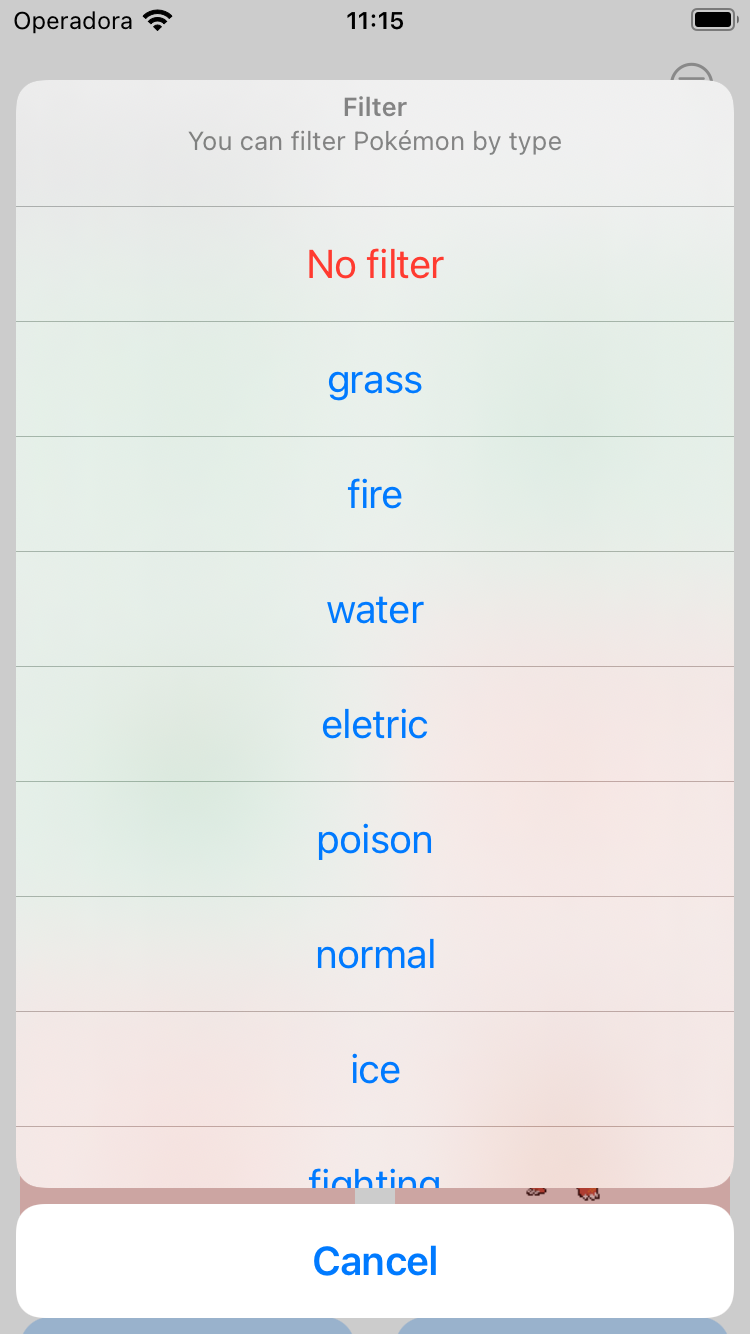 Operadora 11:15
Filter
You can filter Pokémon by type
No filter
grass
fire
water
eletric
poison
normal
ice
fighting
Cancel